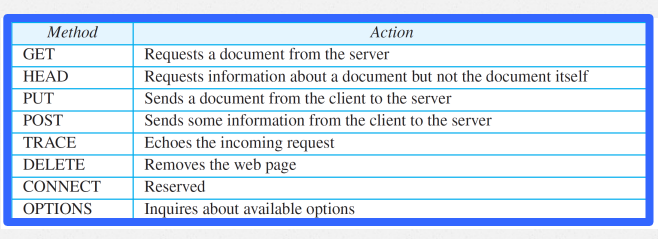 Method Action
GET Requests a document from the server
HEAD Requests information about a document but not the document itself
PUT Sends a document from the client to the server
POST Sends some information from the client to the server
TRACE Echoes the incoming request
DELETE Removes the web page
CONNECT Reserved
OPTIONS Inquires about available options